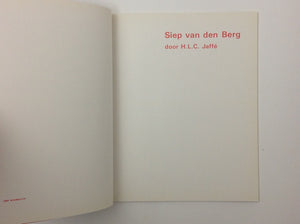 Siep van den Berg
door H.L.C. Jaffé